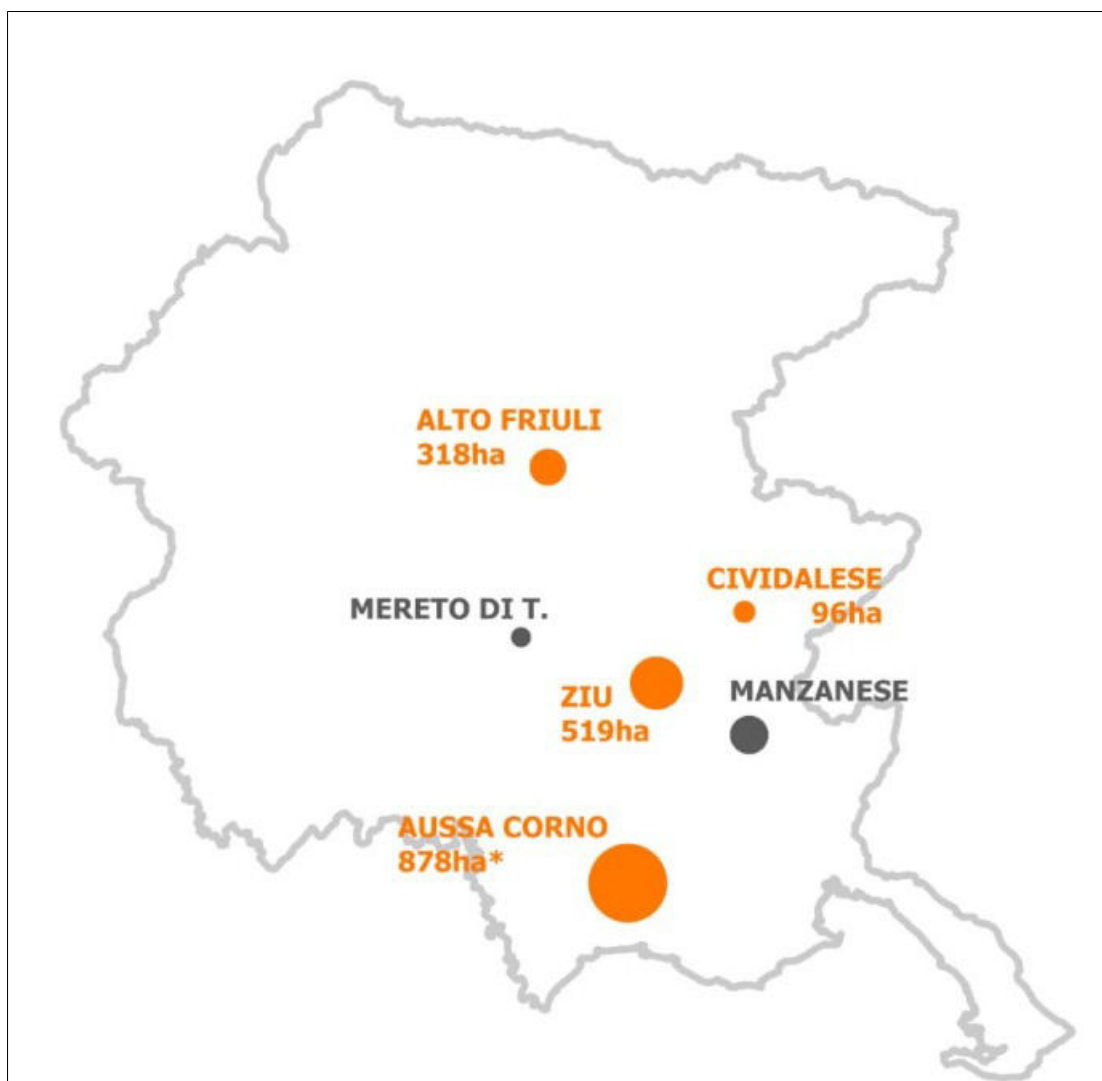 ALTO FRIULI
318ha
CIVIDALESE
96ha
MERETO DI T.
ZIU
519ha
MANZANESE
AUSSA CORNO
878ha*